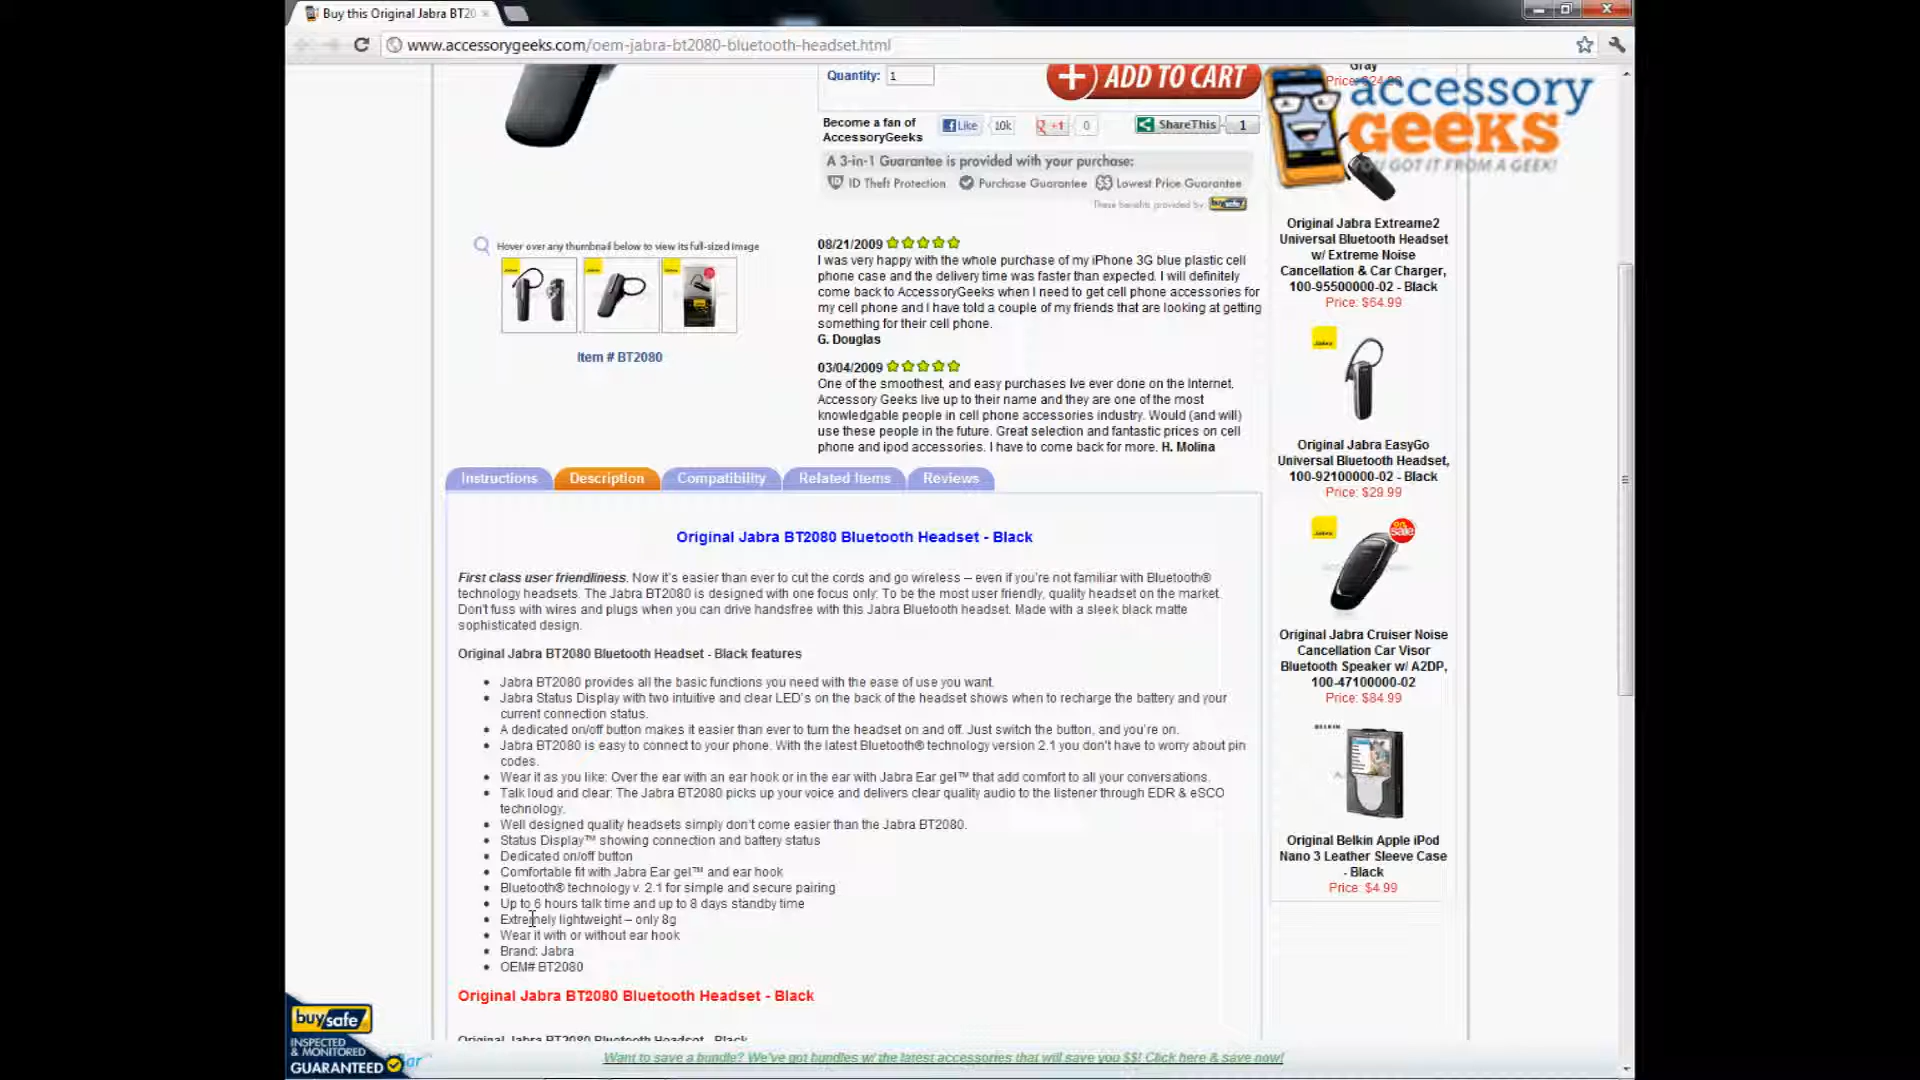 Buy this Original Jabra BT20
www.accessorygeeks.com/oem-jabra-bt2080-bluetooth-headset.html
Quantity: 1
ADD TO CART
Become a fan of
AccessoryGeeks
Like 10k
+1 0
ShareThis 1
A 3-in-1 Guarantee is provided with your purchase:
ID Theft Protection Purchase Guarantee Lowest Price Guarantee
These benefits provided by: buySafe
Hover over any thumbnail below to view its full-sized image
Item # BT2080
08/21/2009
I was very happy with the whole purchase of my iPhone 3G blue plastic cell
phone case and the delivery time was faster than expected. I will definitely
come back to AccessoryGeeks when I need to get cell phone accessories for
my cell phone and I have told a couple of my friends that are looking at getting
something for their cell phone.
G. Douglas
03/04/2009
One of the smoothest, and easy purchases Ive ever done on the Internet.
Accessory Geeks live up to their name and they are one of the most
knowledgable people in cell phone accessories industry. Would (and will)
use these people in the future. Great selection and fantastic prices on cell
phone and ipod accessories. I have to come back for more. H. Molina
Instructions Description Compatibility Related Items Reviews
Original Jabra BT2080 Bluetooth Headset - Black
First class user friendliness. Now it's easier than ever to cut the cords and go wireless – even if you're not familiar with Bluetooth®
technology headsets. The Jabra BT2080 is designed with one focus only: To be the most user friendly, quality headset on the market.
Don't fuss with wires and plugs when you can drive handsfree with this Jabra Bluetooth headset. Made with a sleek black matte
sophisticated design.
Original Jabra BT2080 Bluetooth Headset - Black features
Jabra BT2080 provides all the basic functions you need with the ease of use you want.
Jabra Status Display with two intuitive and clear LED's on the back of the headset shows when to recharge the battery and your
current connection status.
A dedicated on/off button makes it easier than ever to turn the headset on and off. Just switch the button, and you're on.
Jabra BT2080 is easy to connect to your phone. With the latest Bluetooth® technology version 2.1 you don't have to worry about pin
codes.
Wear it as you like: Over the ear with an ear hook or in the ear with Jabra Ear gel™ that add comfort to all your conversations.
Talk loud and clear: The Jabra BT2080 picks up your voice and delivers clear quality audio to the listener through EDR & eSCO
technology.
Well designed quality headsets simply don't come easier than the Jabra BT2080.
Status Display™ showing connection and battery status
Dedicated on/off button
Comfortable fit with Jabra Ear gel™ and ear hook
Bluetooth® technology v. 2.1 for simple and secure pairing
Up to 6 hours talk time and up to 8 days standby time
Extremely lightweight – only 8g
Wear it with or without ear hook
Brand: Jabra
OEM# BT2080
Original Jabra BT2080 Bluetooth Headset - Black
Original Jabra BT2080 Bluetooth Headset - Black
Gray
Price: $24.99
accessory
GEEKS
YOU GOT IT FROM A GEEK!
Original Jabra Extreame2
Universal Bluetooth Headset
w/ Extreme Noise
Cancellation & Car Charger,
100-95500000-02 - Black
Price: $64.99
Jabra
Original Jabra EasyGo
Universal Bluetooth Headset,
100-92100000-02 - Black
Price: $29.99
Jabra
on sale
Original Jabra Cruiser Noise
Cancellation Car Visor
Bluetooth Speaker w/ A2DP,
100-47100000-02
Price: $84.99
BELKIN
Original Belkin Apple iPod
Nano 3 Leather Sleeve Case
- Black
Price: $4.99
buySafe
INSPECTED
& MONITORED
GUARANTEED
Want to save a bundle? We've got bundles w/ the latest accessories that will save you $$! Click here & save now!